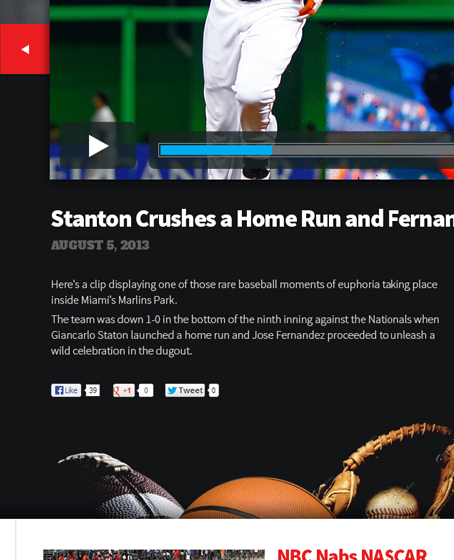 Stanton Crushes a Home Run and Fernan
AUGUST 5, 2013
Here's a clip displaying one of those rare baseball moments of euphoria taking place
inside Miami's Marlins Park.
The team was down 1-0 in the bottom of the ninth inning against the Nationals when
Giancarlo Staton launched a home run and Jose Fernandez proceeded to unleash a
wild celebration in the dugout.
Like 39 +1 0 Tweet 0
NBC Nabs NASCAR